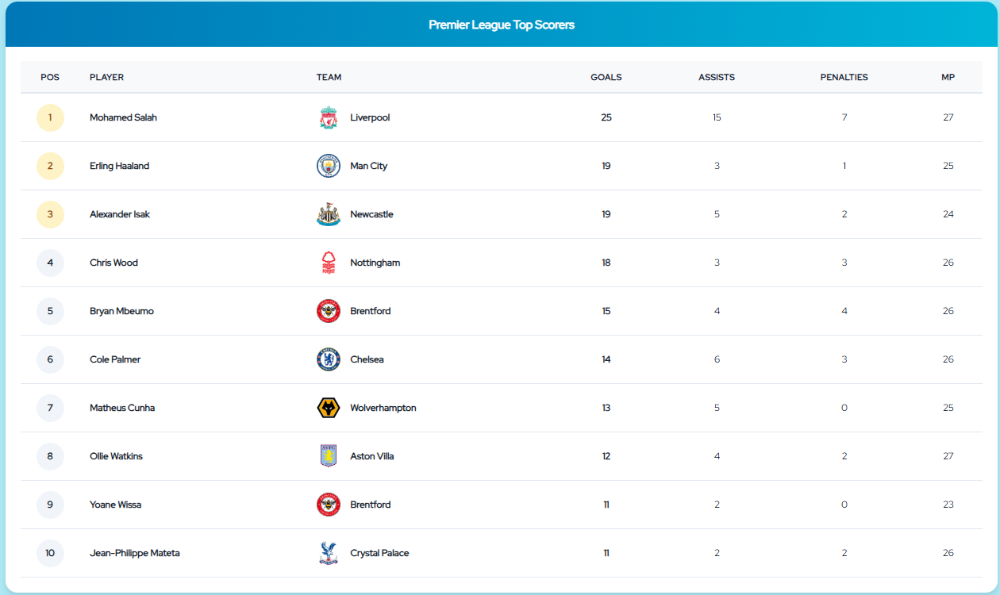 Premier League Top Scorers
POS PLAYER TEAM GOALS ASSISTS PENALTIES MP
1 Mohamed Salah Liverpool 25 15 7 27
2 Erling Haaland Man City 19 3 1 25
3 Alexander Isak Newcastle 19 5 2 24
4 Chris Wood Nottingham 18 3 3 26
5 Bryan Mbeumo Brentford 15 4 4 26
6 Cole Palmer Chelsea 14 6 3 26
7 Matheus Cunha Wolverhampton 13 5 0 25
8 Ollie Watkins Aston Villa 12 4 2 27
9 Yoane Wissa Brentford 11 2 0 23
10 Jean-Philippe Mateta Crystal Palace 11 2 2 26